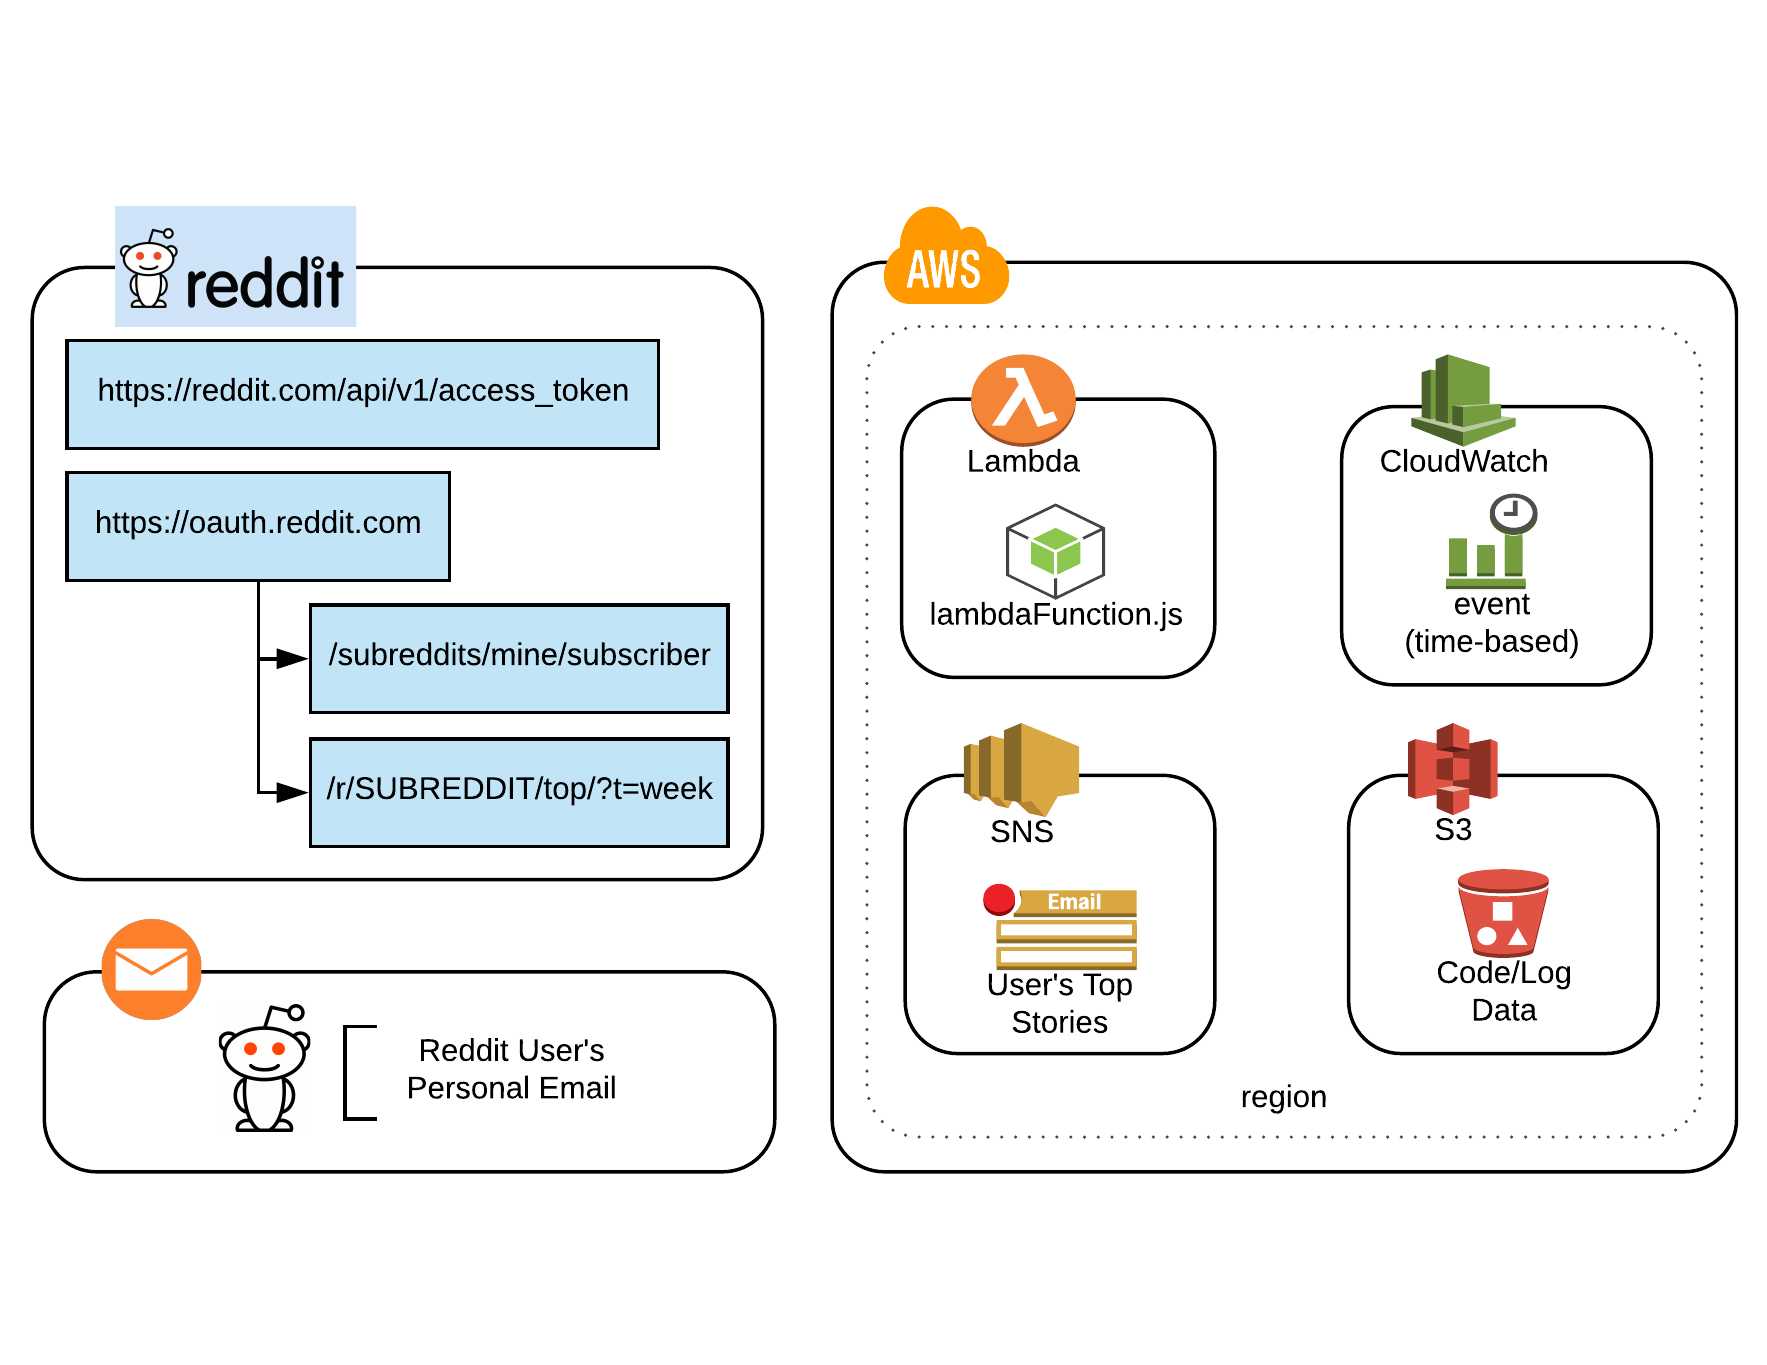 reddit
https://reddit.com/api/v1/access_token
https://oauth.reddit.com
/subreddits/mine/subscriber
/r/SUBREDDIT/top/?t=week
Reddit User's
Personal Email
AWS
Lambda
lambdaFunction.js
CloudWatch
event
(time-based)
SNS
Email
User's Top
Stories
S3
Code/Log
Data
region